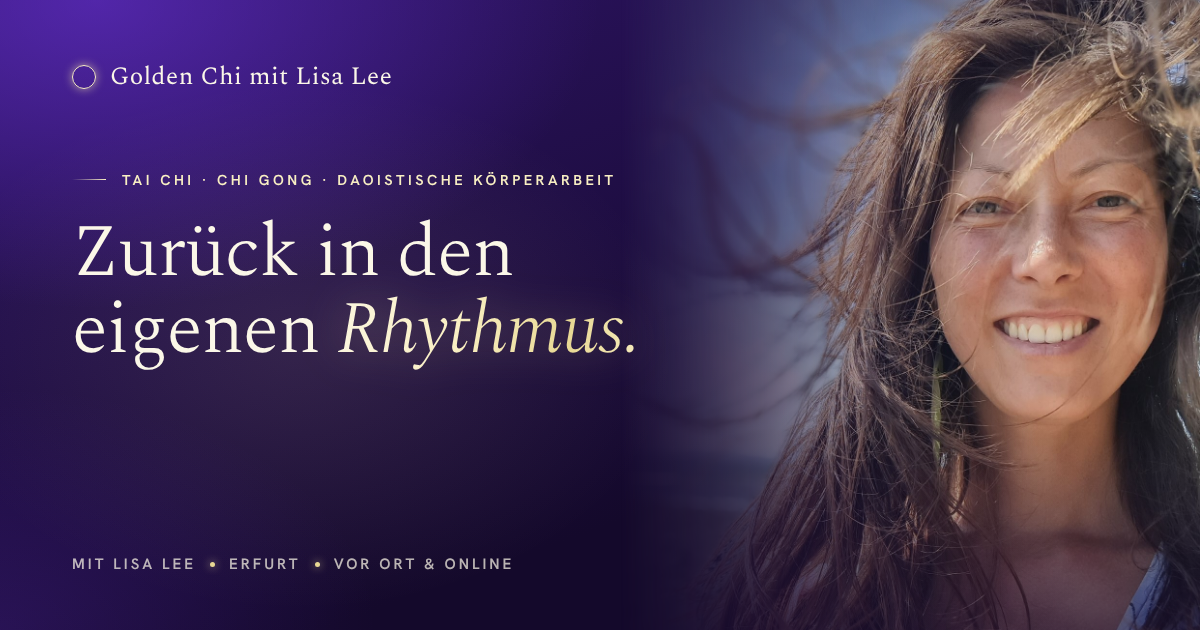 Golden Chi mit Lisa Lee
TAI CHI · CHI GONG · DAOISTISCHE KÖRPERARBEIT
Zurück in den
eigenen Rhythmus.
MIT LISA LEE • ERFURT • VOR ORT & ONLINE